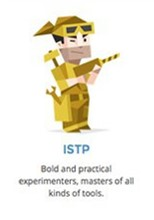 ISTP
Bold and practical
experimenters, masters of all
kinds of tools.